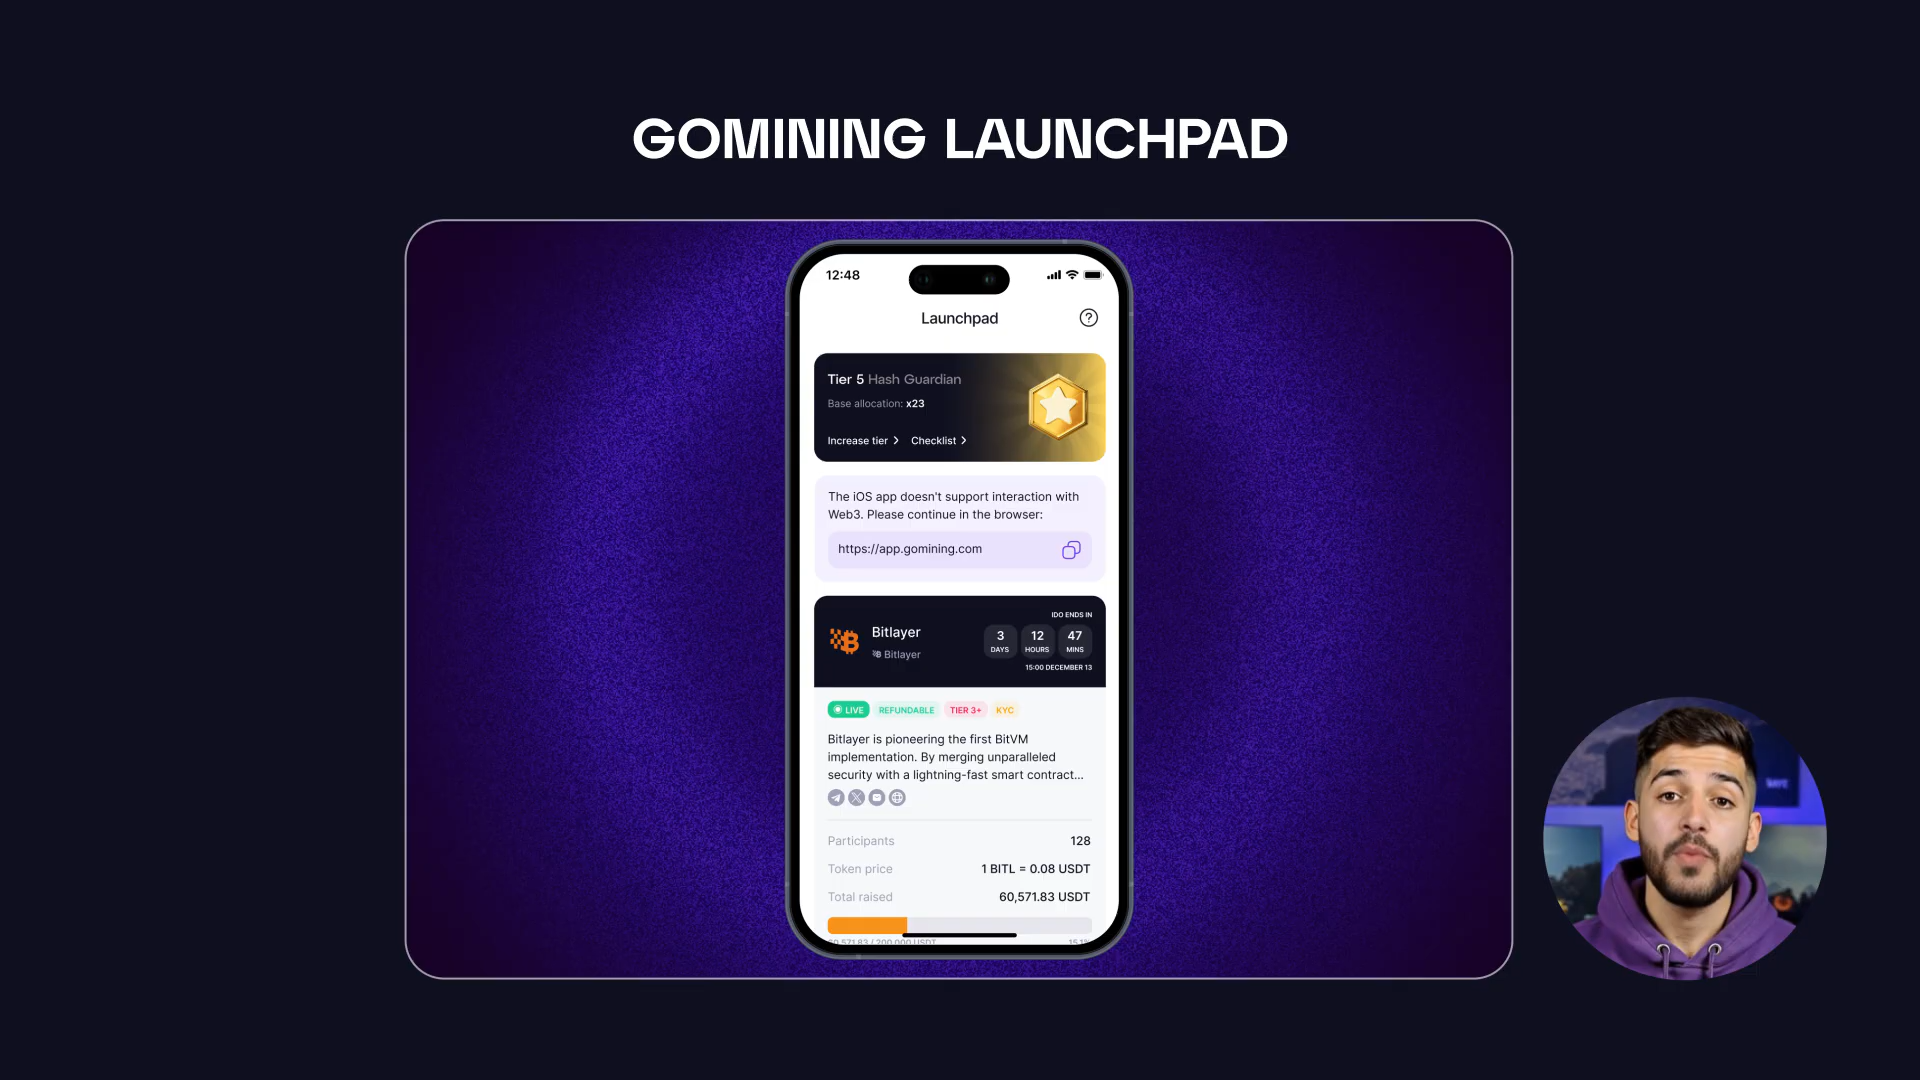 GOMINING LAUNCHPAD
12:48
Launchpad
Tier 5 Hash Guardian
Base allocation: x23
Increase tier
Checklist
The iOS app doesn't support interaction with
Web3. Please continue in the browser:
https://app.gomining.com
IDO ENDS IN
Bitlayer
Bitlayer
3 DAYS
12 HOURS
47 MINS
15:00 DECEMBER 13
LIVE
REFUNDABLE
TIER 3+
KYC
Bitlayer is pioneering the first BitVM
implementation. By merging unparalleled
security with a lightning-fast smart contract...
Participants 128
Token price 1 BITL = 0.08 USDT
Total raised 60,571.83 USDT